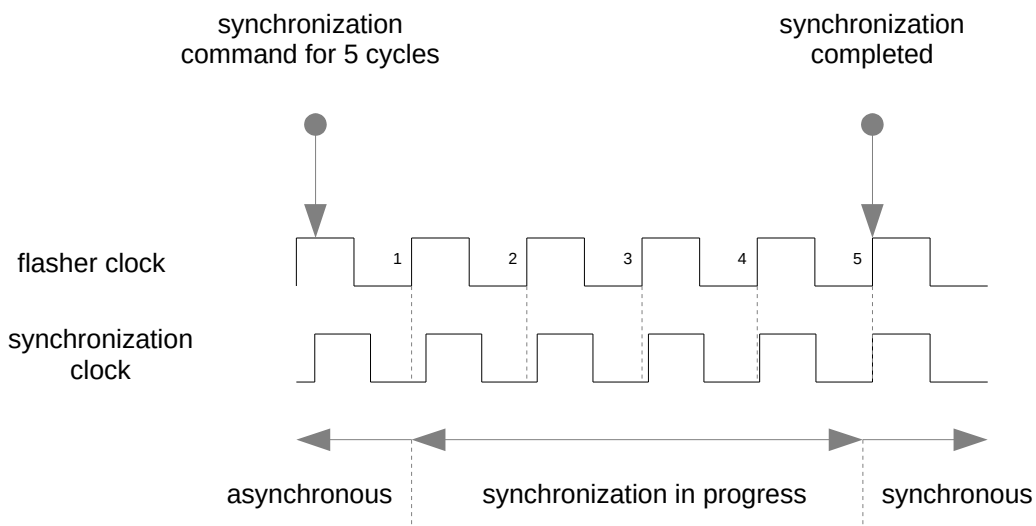 synchronization
command for 5 cycles
synchronization
completed
flasher clock
1 2 3 4 5
synchronization
clock
asynchronous
synchronization in progress
synchronous